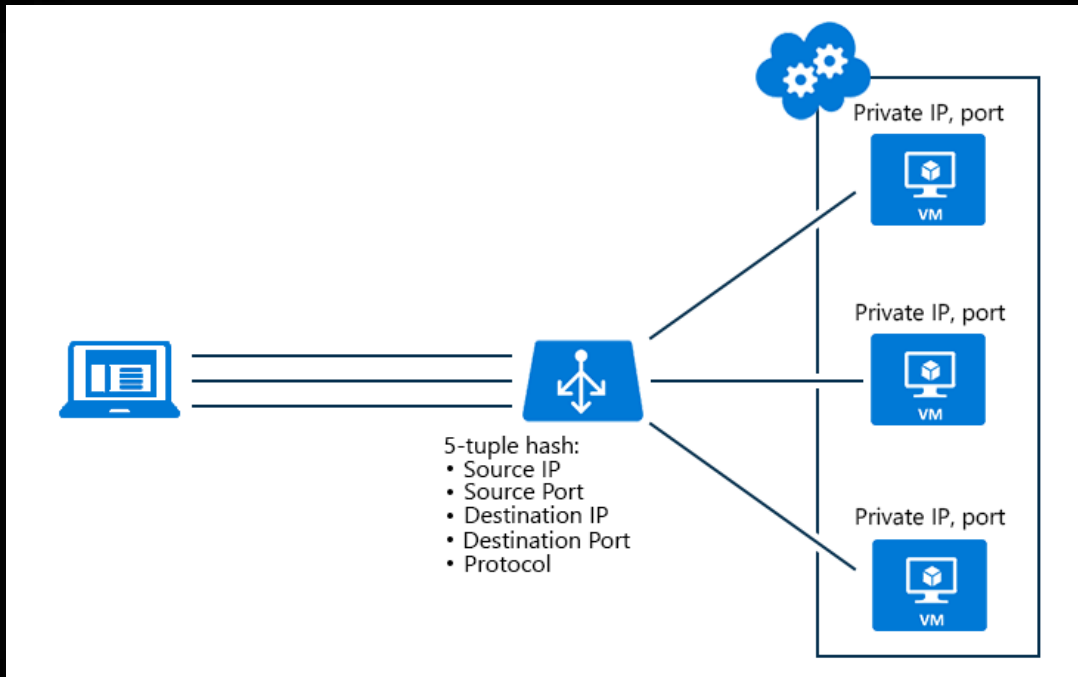 Private IP, port
VM
Private IP, port
VM
5-tuple hash:
• Source IP
• Source Port
• Destination IP
• Destination Port
• Protocol
Private IP, port
VM